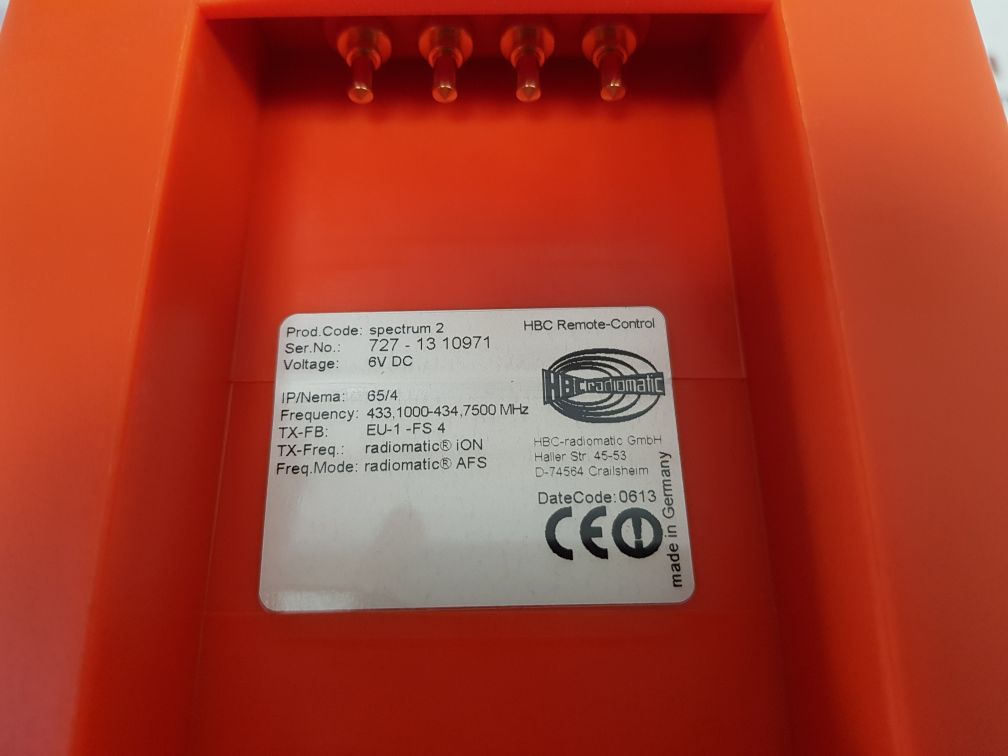 Prod.Code: spectrum 2
Ser.No.: 727 - 13 10971
Voltage: 6V DC
IP/Nema: 65/4
Frequency: 433,1000-434,7500 MHz
TX-FB: EU-1 -FS 4
TX-Freq.: radiomatic® iON
Freq.Mode: radiomatic® AFS
HBC Remote-Control
HBCradiomatic
HBC-radiomatic GmbH
Haller Str. 45-53
D-74564 Crailsheim
DateCode: 0613
CE
made in Germany